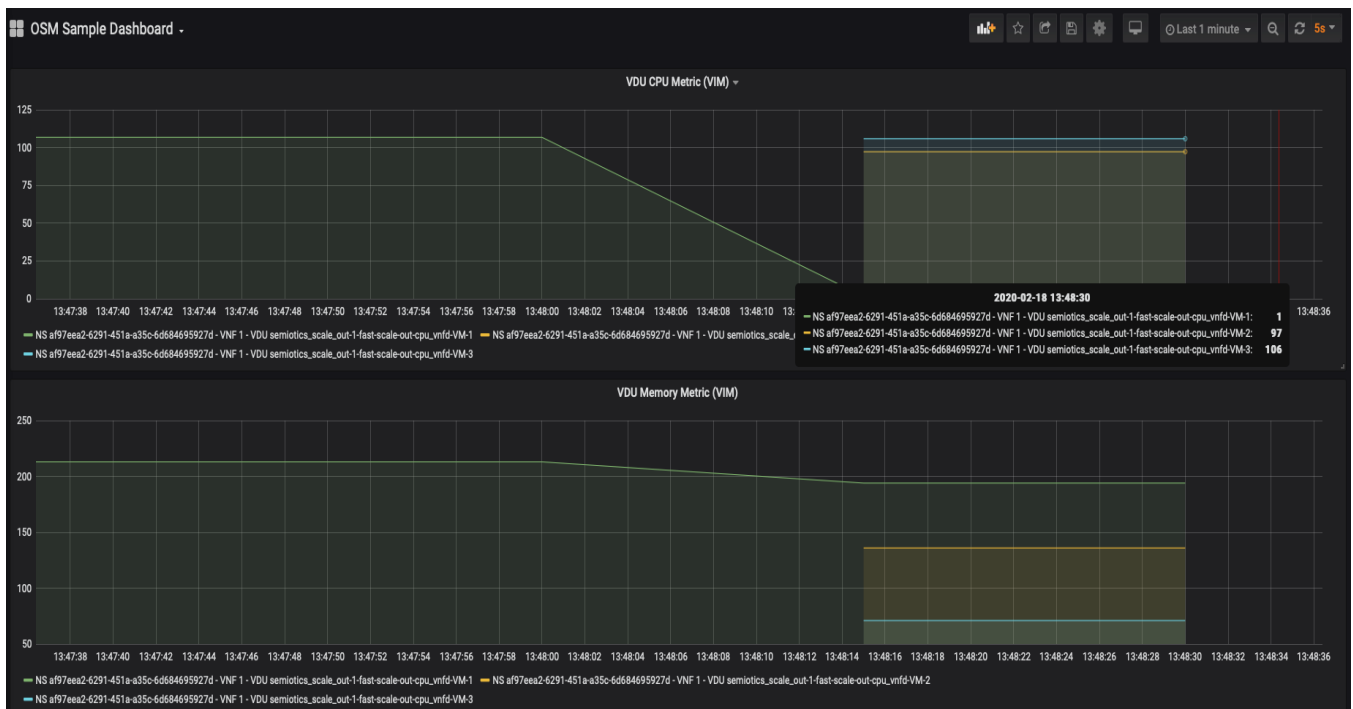 OSM Sample Dashboard
Last 1 minute
5s
VDU CPU Metric (VIM)
125
100
75
50
25
0
13:47:38 13:47:40 13:47:42 13:47:44 13:47:46 13:47:48 13:47:50 13:47:52 13:47:54 13:47:56 13:47:58 13:48:00 13:48:02 13:48:04 13:48:06 13:48:08 13:48:10 13: 13:48:36
NS af97eea2-6291-451a-a35c-6d684695927d - VNF 1 - VDU semiotics_scale_out-1-fast-scale-out-cpu_vnfd-VM-1 NS af97eea2-6291-451a-a35c-6d684695927d - VNF 1 - VDU semiotics_scale_
NS af97eea2-6291-451a-a35c-6d684695927d - VNF 1 - VDU semiotics_scale_out-1-fast-scale-out-cpu_vnfd-VM-3
2020-02-18 13:48:30
NS af97eea2-6291-451a-a35c-6d684695927d - VNF 1 - VDU semiotics_scale_out-1-fast-scale-out-cpu_vnfd-VM-1: 1
NS af97eea2-6291-451a-a35c-6d684695927d - VNF 1 - VDU semiotics_scale_out-1-fast-scale-out-cpu_vnfd-VM-2: 97
NS af97eea2-6291-451a-a35c-6d684695927d - VNF 1 - VDU semiotics_scale_out-1-fast-scale-out-cpu_vnfd-VM-3: 106
VDU Memory Metric (VIM)
250
200
150
100
50
13:47:38 13:47:40 13:47:42 13:47:44 13:47:46 13:47:48 13:47:50 13:47:52 13:47:54 13:47:56 13:47:58 13:48:00 13:48:02 13:48:04 13:48:06 13:48:08 13:48:10 13:48:12 13:48:14 13:48:16 13:48:18 13:48:20 13:48:22 13:48:24 13:48:26 13:48:28 13:48:30 13:48:32 13:48:34 13:48:36
NS af97eea2-6291-451a-a35c-6d684695927d - VNF 1 - VDU semiotics_scale_out-1-fast-scale-out-cpu_vnfd-VM-1 NS af97eea2-6291-451a-a35c-6d684695927d - VNF 1 - VDU semiotics_scale_out-1-fast-scale-out-cpu_vnfd-VM-2
NS af97eea2-6291-451a-a35c-6d684695927d - VNF 1 - VDU semiotics_scale_out-1-fast-scale-out-cpu_vnfd-VM-3